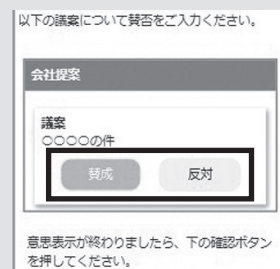 以下の議案について賛否をご入力ください。
会社提案
議案
○○○○の件
賛成
反対
意思表示が終わりましたら、下の確認ボタン
を押してください。